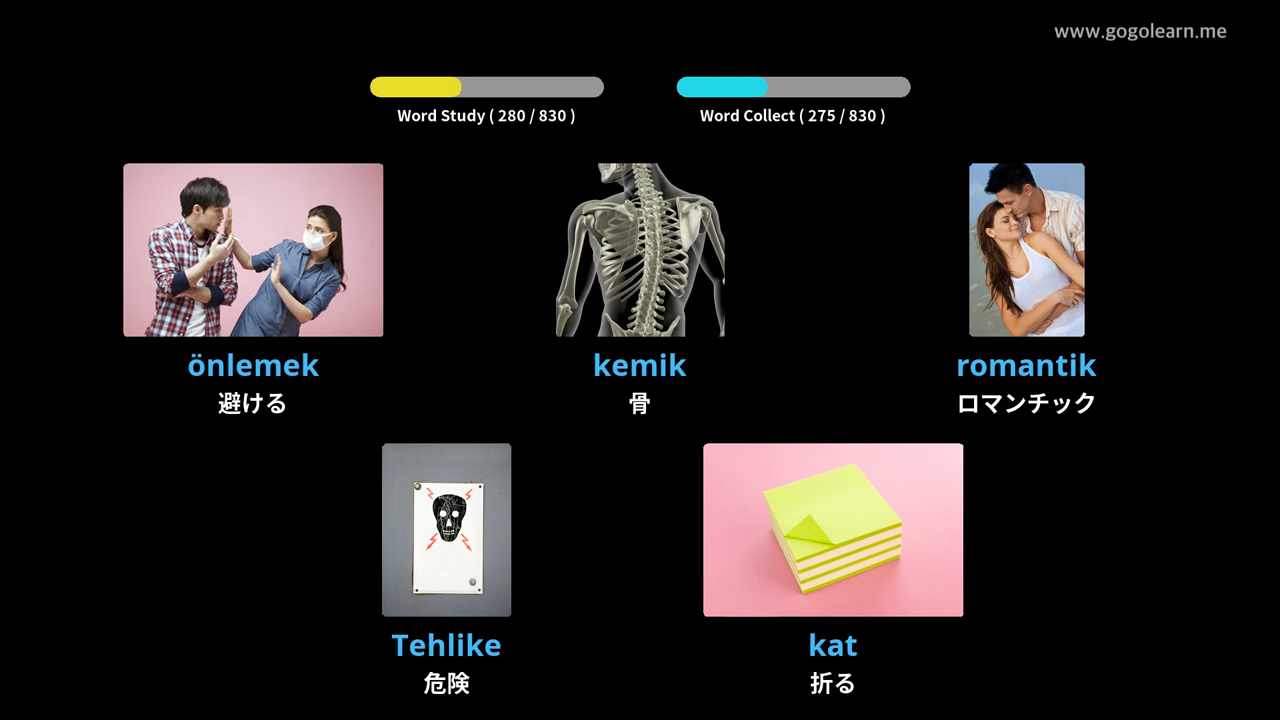 www.gogolearn.me
Word Study ( 280 / 830 )
Word Collect ( 275 / 830 )
önlemek
避ける
kemik
骨
romantik
ロマンチック
Tehlike
危険
kat
折る